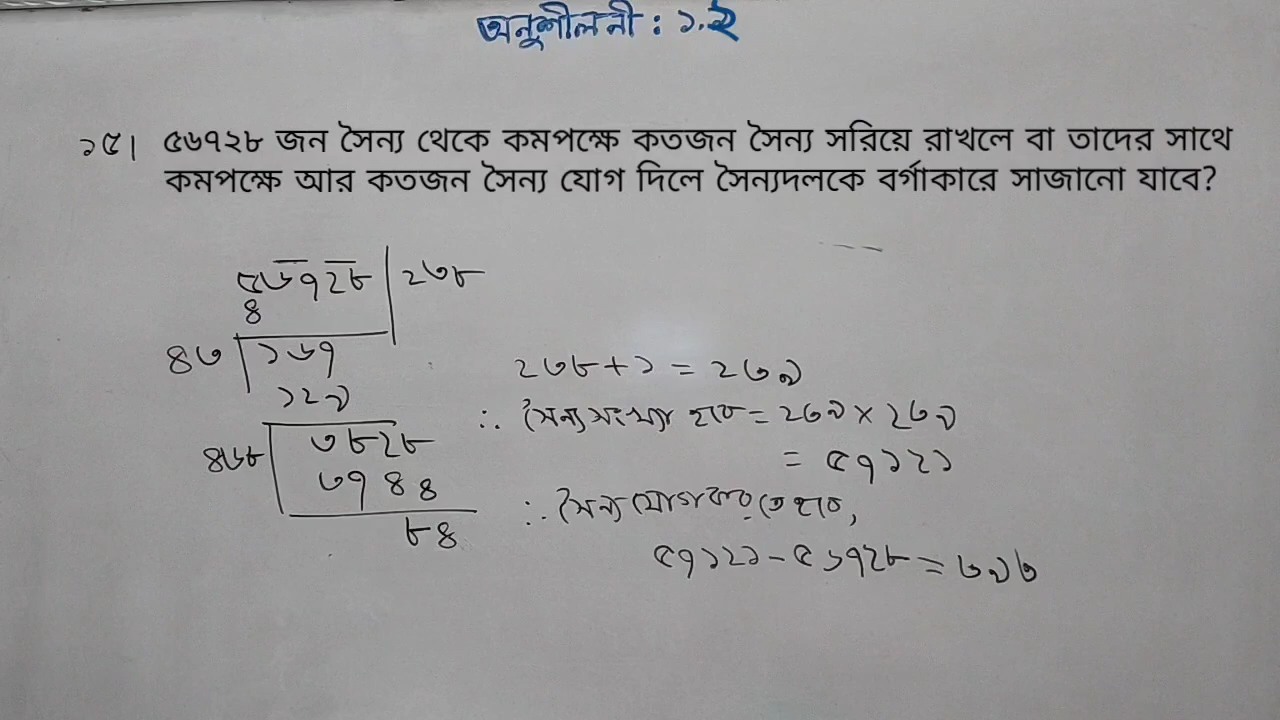 অনুশীলনী : ১.২
১৫। ৫৬৭২৮ জন সৈন্য থেকে কমপক্ষে কতজন সৈন্য সরিয়ে রাখলে বা তাদের সাথে
কমপক্ষে আর কতজন সৈন্য যোগ দিলে সৈন্যদলকে বর্গাকারে সাজানো যাবে?
৫৬৭২৮ | ২৩৮
৪
৪৩ | ১৬৭
১২৯
৪৬৮ | ৩৮২৮
৩৭৪৪
৮৪
২৩৮ + ১ = ২৩৯
∴ সৈন্যসংখ্যা হবে = ২৩৯ × ২৩৯
= ৫৭১২১
∴ সৈন্য যোগ করতে হবে,
৫৭১২১ - ৫৬৭২৮ = ৩৯৩